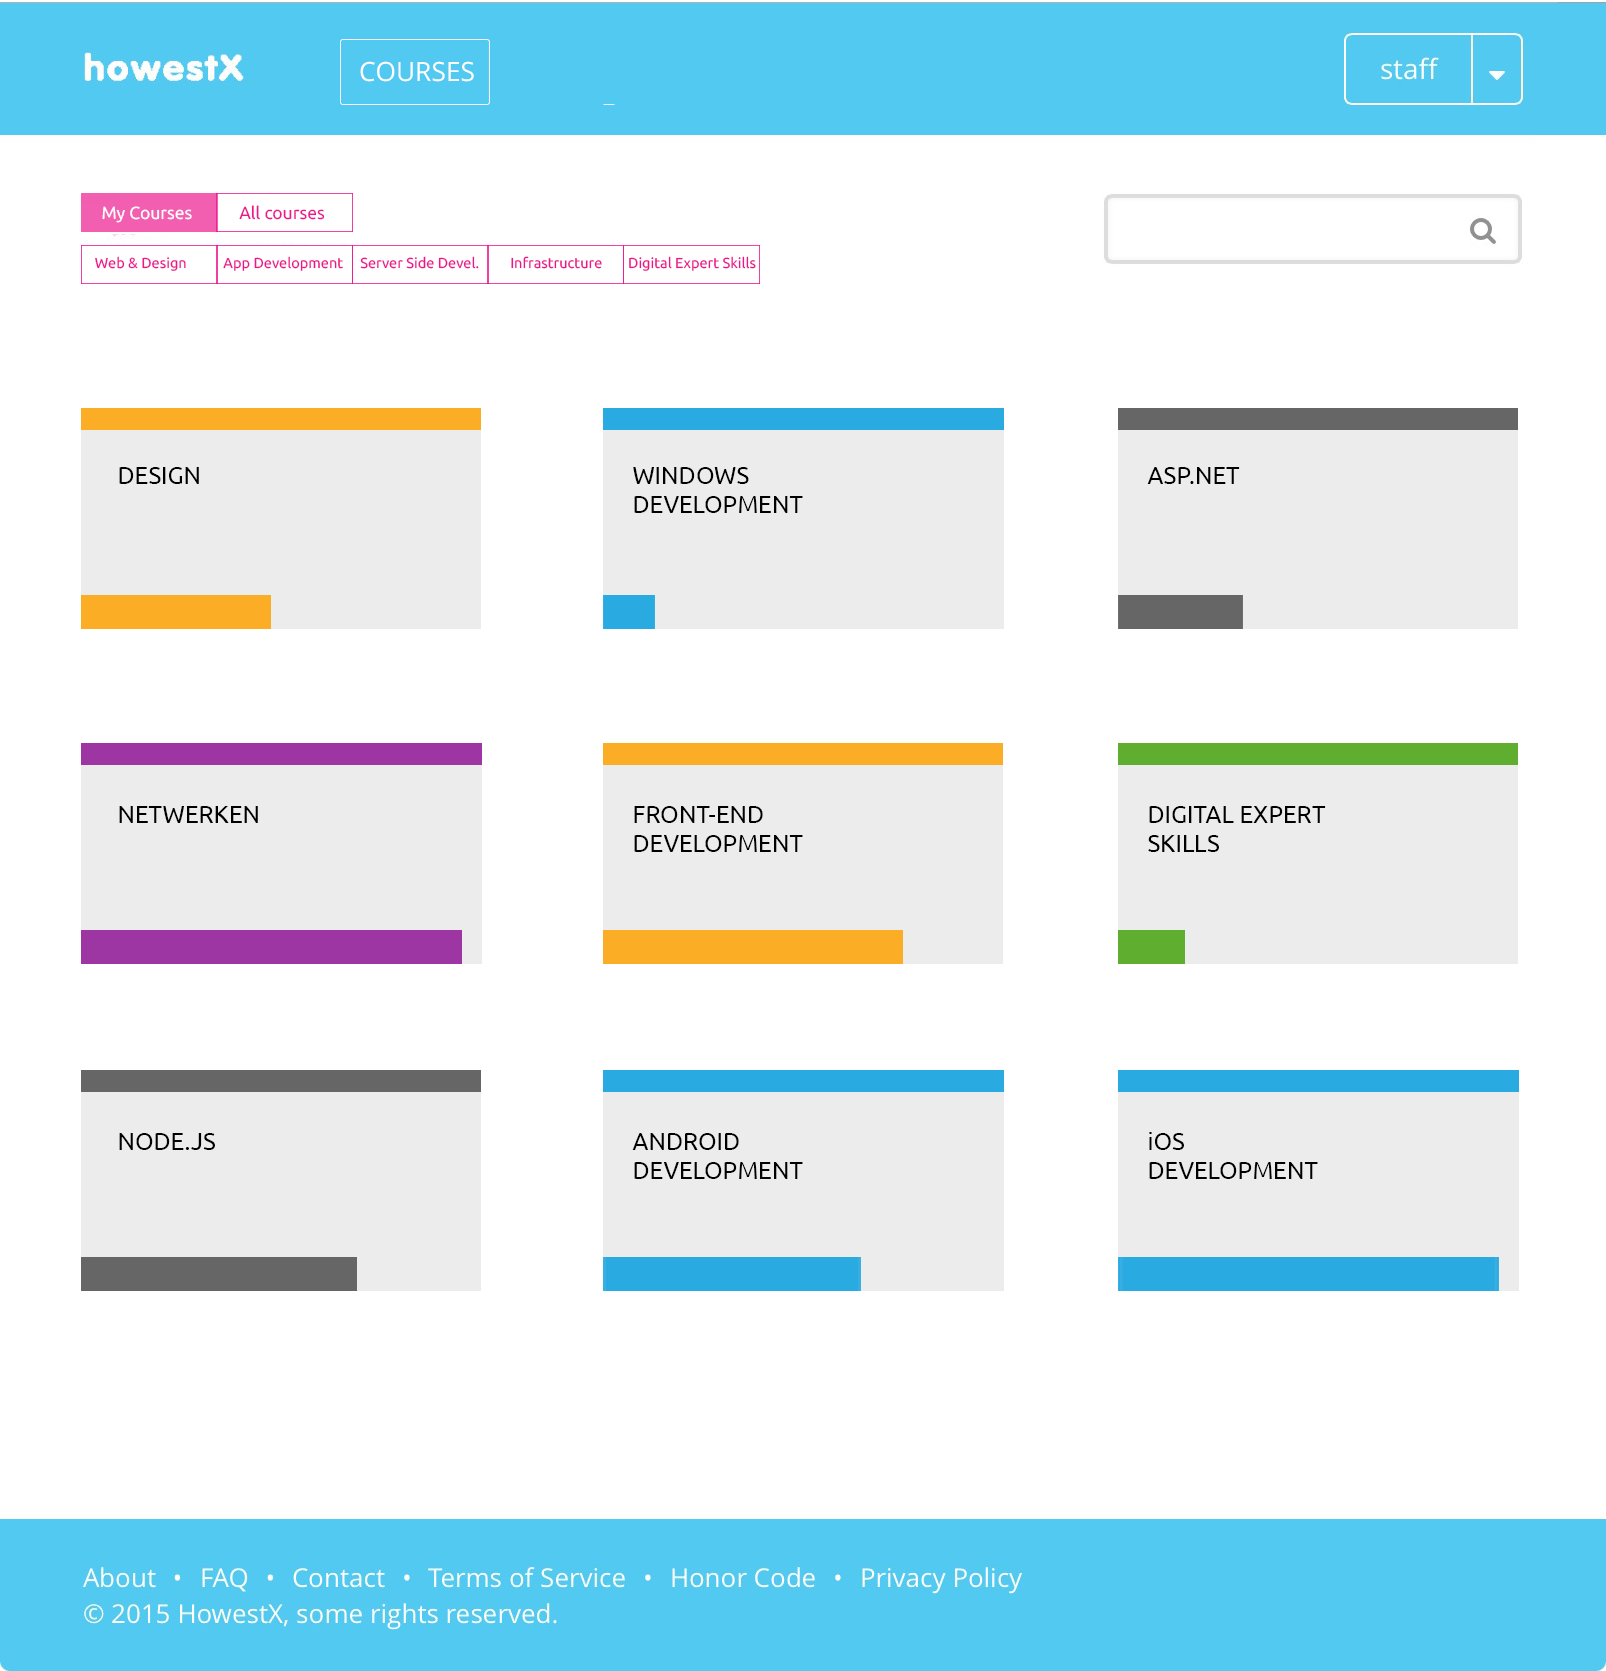 howestX
COURSES
staff
My Courses
All courses
Web & Design
App Development
Server Side Devel.
Infrastructure
Digital Expert Skills
DESIGN
WINDOWS
DEVELOPMENT
ASP.NET
NETWERKEN
FRONT-END
DEVELOPMENT
DIGITAL EXPERT
SKILLS
NODE.JS
ANDROID
DEVELOPMENT
iOS
DEVELOPMENT
About • FAQ • Contact • Terms of Service • Honor Code • Privacy Policy
© 2015 HowestX, some rights reserved.